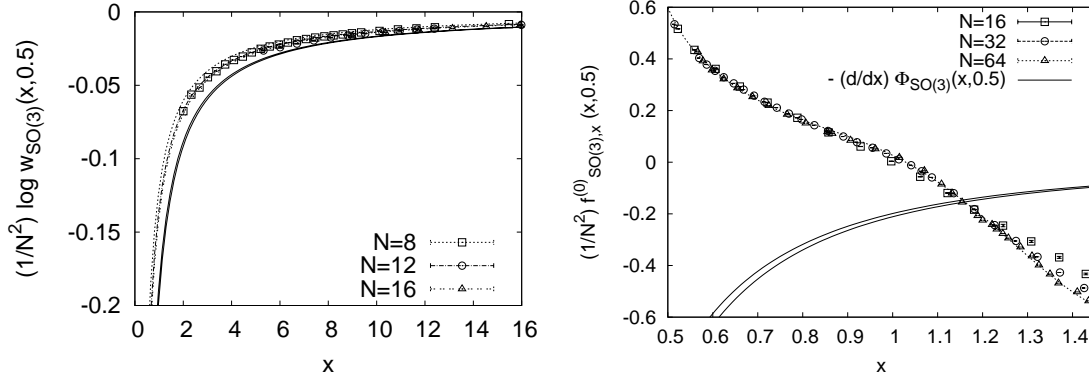 (1/N²) log w_SO(3)(x,0.5)
0
-0.05
-0.1
-0.15
-0.2
0 2 4 6 8 10 12 14 16
x
N=8
N=12
N=16
(1/N²) f^(0)_SO(3),x (x,0.5)
0.6
0.4
0.2
0
-0.2
-0.4
-0.6
0.5 0.6 0.7 0.8 0.9 1 1.1 1.2 1.3 1.4
x
N=16
N=32
N=64
- (d/dx) Φ_SO(3)(x,0.5)